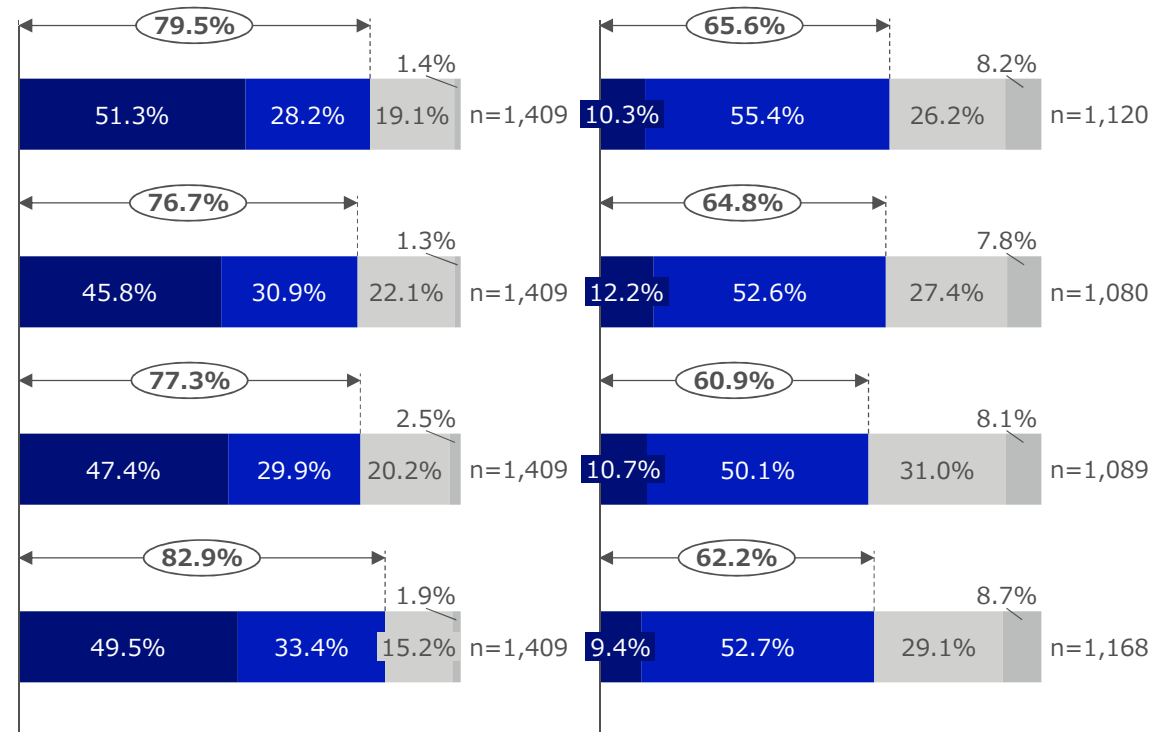 79.5% 65.6%
1.4% 8.2%
51.3% 28.2% 19.1% n=1,409 10.3% 55.4% 26.2% n=1,120
76.7% 64.8%
1.3% 7.8%
45.8% 30.9% 22.1% n=1,409 12.2% 52.6% 27.4% n=1,080
77.3% 60.9%
2.5% 8.1%
47.4% 29.9% 20.2% n=1,409 10.7% 50.1% 31.0% n=1,089
82.9% 62.2%
1.9% 8.7%
49.5% 33.4% 15.2% n=1,409 9.4% 52.7% 29.1% n=1,168